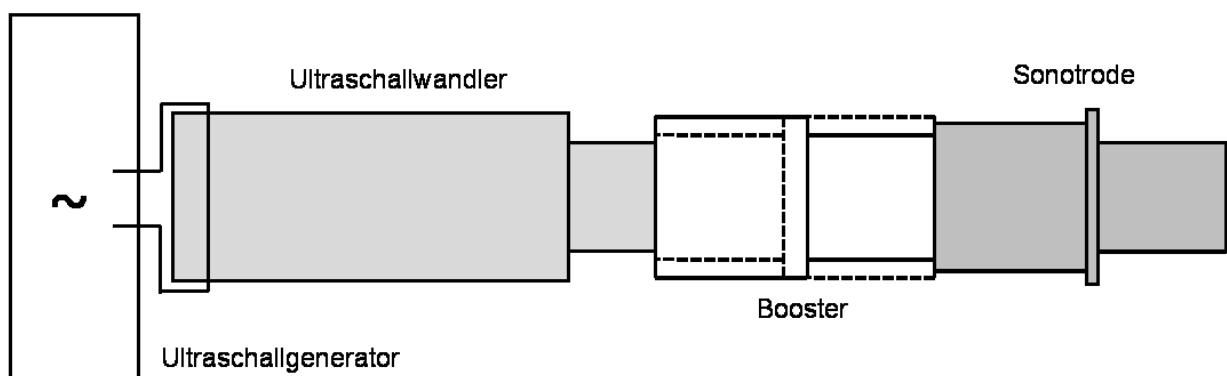 Ultraschallwandler
Sonotrode
~
Booster
Ultraschallgenerator